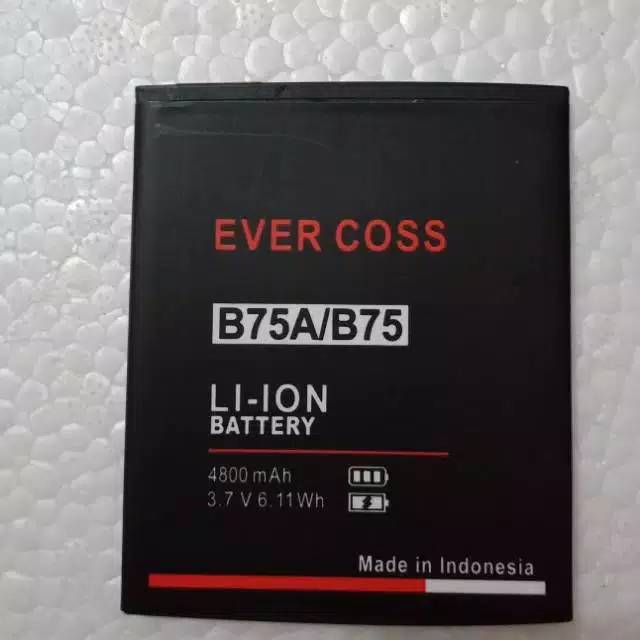 EVER COSS
B75A/B75
LI-ION
BATTERY
4800 mAh
3.7 V 6.11Wh
Made in Indonesia